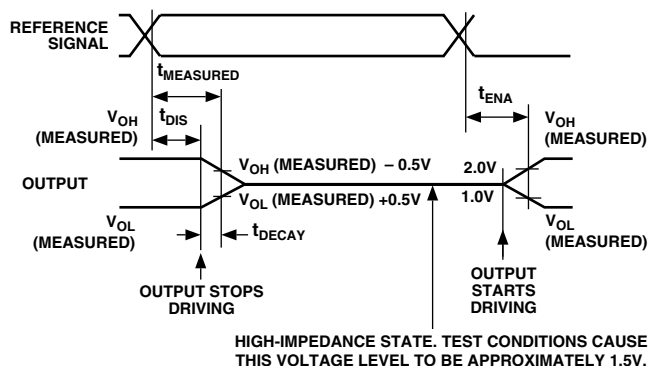 REFERENCE
SIGNAL
tMEASURED
tENA
VOH
(MEASURED)
tDIS
VOH
(MEASURED)
VOH (MEASURED) – 0.5V
2.0V
OUTPUT
VOL (MEASURED) +0.5V
1.0V
VOL
(MEASURED)
tDECAY
VOL
(MEASURED)
OUTPUT STOPS
DRIVING
OUTPUT
STARTS
DRIVING
HIGH-IMPEDANCE STATE. TEST CONDITIONS CAUSE
THIS VOLTAGE LEVEL TO BE APPROXIMATELY 1.5V.